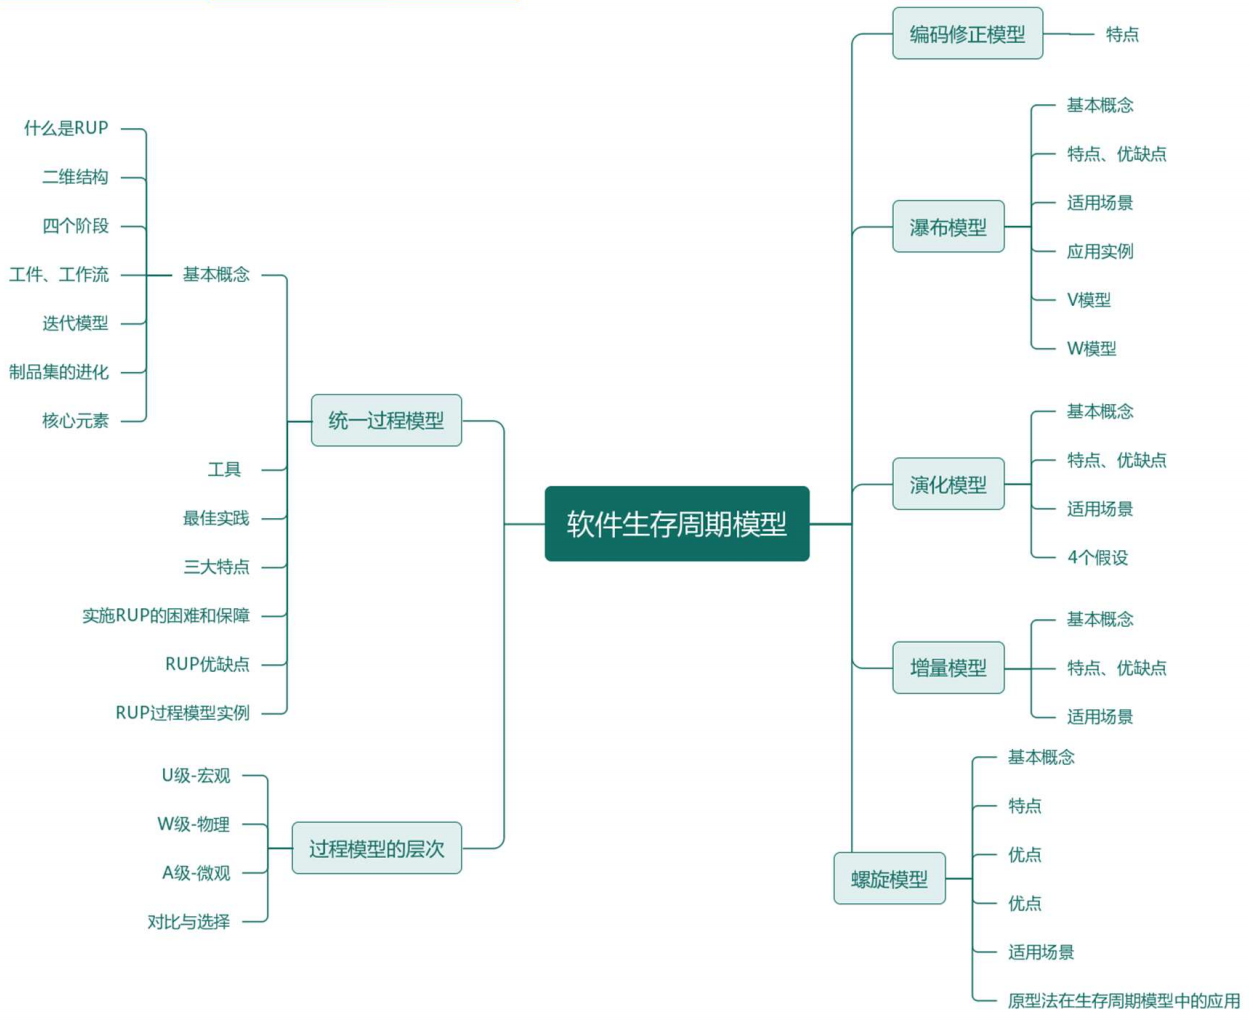 软件生存周期模型
编码修正模型
特点
瀑布模型
基本概念
特点、优缺点
适用场景
应用实例
V模型
W模型
演化模型
基本概念
特点、优缺点
适用场景
4个假设
增量模型
基本概念
特点、优缺点
适用场景
螺旋模型
基本概念
特点
优点
优点
适用场景
原型法在生存周期模型中的应用
统一过程模型
基本概念
什么是RUP
二维结构
四个阶段
工件、工作流
迭代模型
制品集的进化
核心元素
工具
最佳实践
三大特点
实施RUP的困难和保障
RUP优缺点
RUP过程模型实例
过程模型的层次
U级-宏观
W级-物理
A级-微观
对比与选择